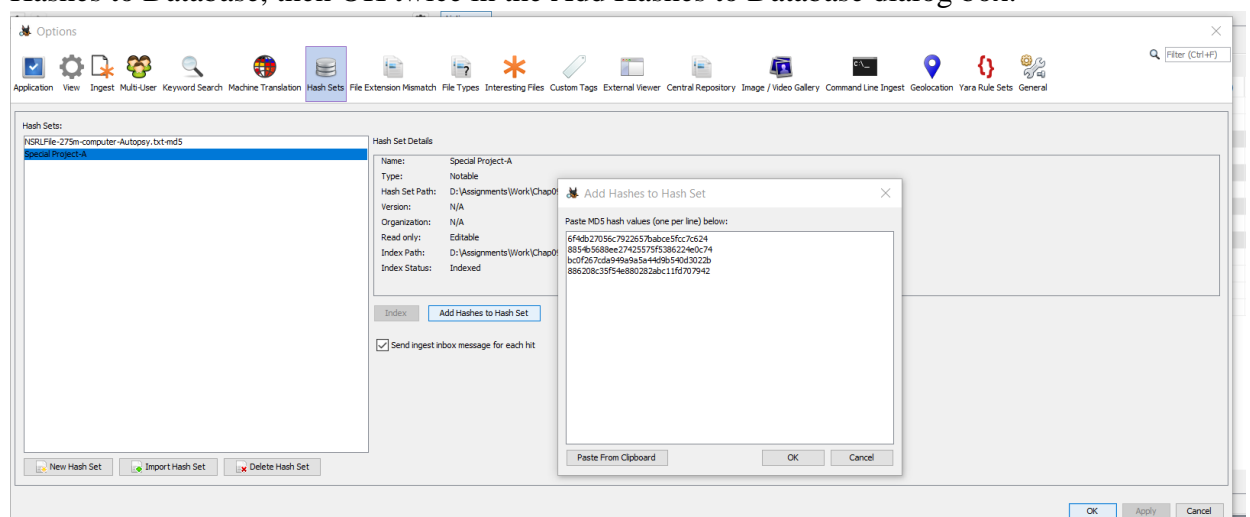 Hashes to Database, then OK twice in the Add Hashes to Database dialog box.
Options
Filter (Ctrl+F)
Application View Ingest Multi-User Keyword Search Machine Translation Hash Sets File Extension Mismatch File Types Interesting Files Custom Tags External Viewer Central Repository Image / Video Gallery Command Line Ingest Geolocation Yara Rule Sets General
Hash Sets:
NSRLFile-275m-computer-Autopsy.txt-md5
Special Project-A
Hash Set Details
Name: Special Project-A
Type: Notable
Hash Set Path: D:\Assignments\Work\Chap0
Version: N/A
Organization: N/A
Read only: Editable
Index Path: D:\Assignments\Work\Chap0
Index Status: Indexed
Index Add Hashes to Hash Set
Send ingest inbox message for each hit
Add Hashes to Hash Set
Paste MD5 hash values (one per line) below:
6f4db27056c7922657babce5fcc7c624
8854b5688ee27425575f5386224e0c74
bc0f267cda949a9a5a44d9b540d3022b
886208c35f54e880282abc11fd707942
Paste From Clipboard OK Cancel
New Hash Set Import Hash Set Delete Hash Set
OK Apply Cancel